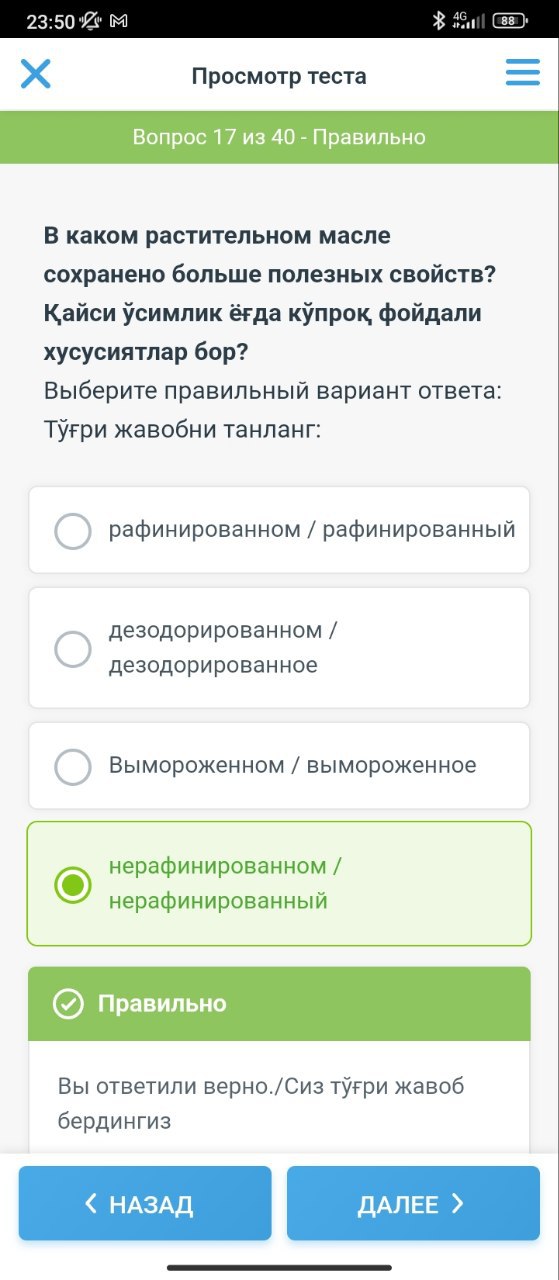 23:50
4G
88
Просмотр теста
Вопрос 17 из 40 - Правильно
В каком растительном масле
сохранено больше полезных свойств?
Қайси ўсимлик ёғда кўпроқ фойдали
хусусиятлар бор?
Выберите правильный вариант ответа:
Тўғри жавобни танланг:
рафинированном / рафинированный
дезодорированном /
дезодорированное
Вымороженном / вымороженное
нерафинированном /
нерафинированный
Правильно
Вы ответили верно./Сиз тўғри жавоб
бердингиз
НАЗАД
ДАЛЕЕ